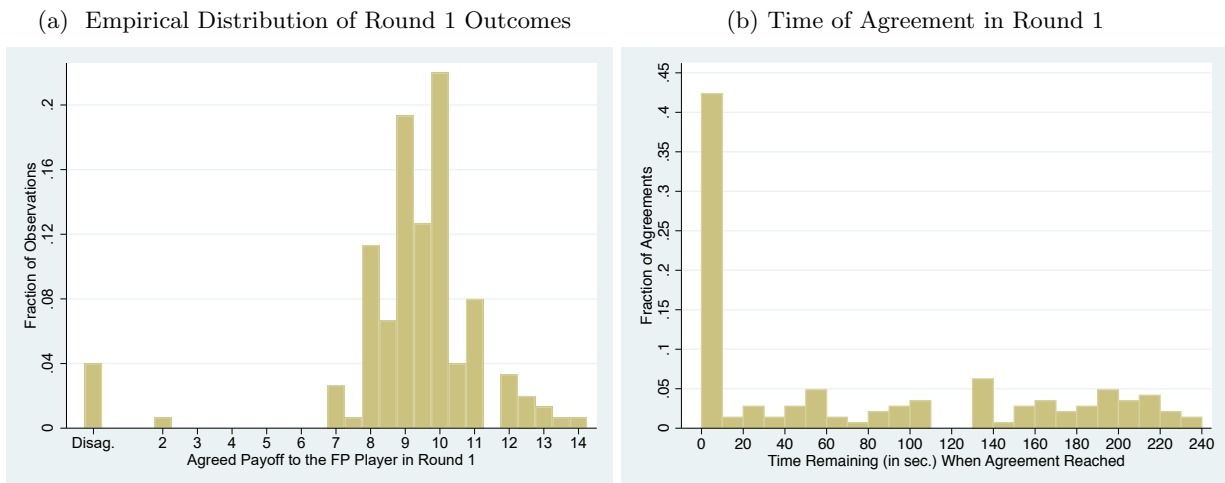 (a) Empirical Distribution of Round 1 Outcomes
Fraction of Observations
0 .04 .08 .12 .16 .2
Disag. 2 3 4 5 6 7 8 9 10 11 12 13 14
Agreed Payoff to the FP Player in Round 1
(b) Time of Agreement in Round 1
Fraction of Agreements
0 .05 .1 .15 .2 .25 .3 .35 .4 .45
0 20 40 60 80 100 120 140 160 180 200 220 240
Time Remaining (in sec.) When Agreement Reached